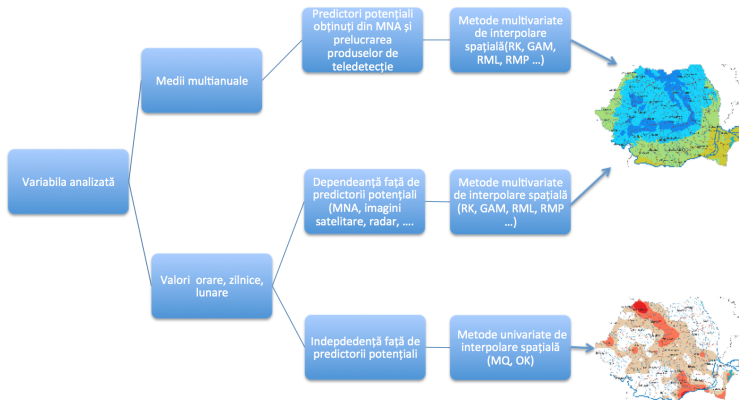 Predictori potențiali
obținuți din MNA și
prelucrarea
produselor de
teledetecție
Metode multivariate
de interpolare
spațială(RK, GAM,
RML, RMP ...)
Medii multianuale
Variabila analizată
Dependeanță față de
predictorii potențiali
(MNA, imagini
satelitare, radar, ....
Metode multivariate
de interpolare spațială
(RK, GAM, RML, RMP
...)
Valori orare, zilnice,
lunare
Indepdedență față de
predictorii potențiali
Metode univariate de
interpolare spațială
(MQ, OK)